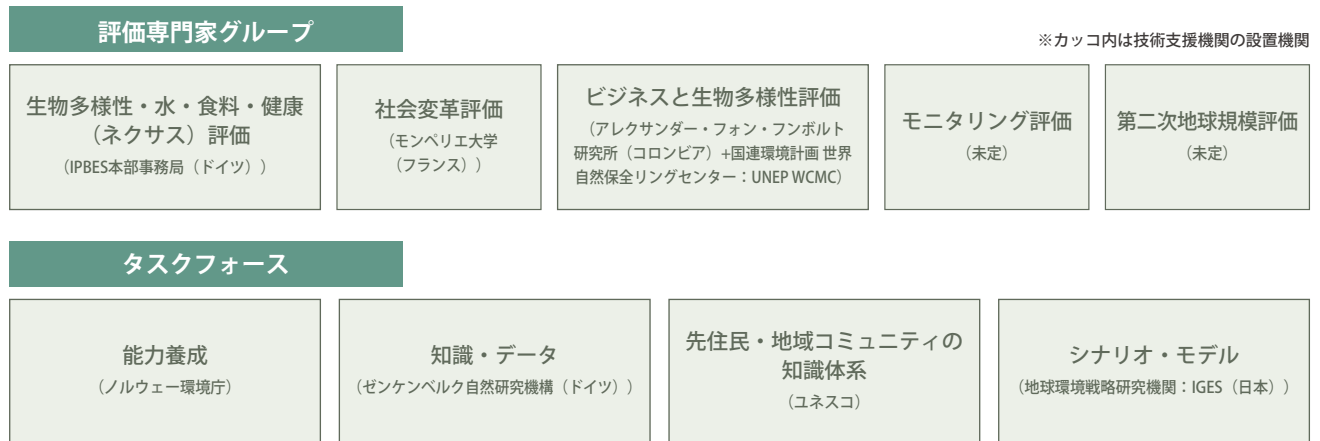 評価専門家グループ
※カッコ内は技術支援機関の設置機関
生物多様性・水・食料・健康
（ネクサス）評価
（IPBES本部事務局（ドイツ））
社会変革評価
（モンペリエ大学
（フランス））
ビジネスと生物多様性評価
（アレクサンダー・フォン・フンボルト
研究所（コロンビア）+国連環境計画 世界
自然保全リングセンター：UNEP WCMC）
モニタリング評価
（未定）
第二次地球規模評価
（未定）
タスクフォース
能力養成
（ノルウェー環境庁）
知識・データ
（ゼンケンベルク自然研究機構（ドイツ））
先住民・地域コミュニティの
知識体系
（ユネスコ）
シナリオ・モデル
（地球環境戦略研究機関：IGES（日本））